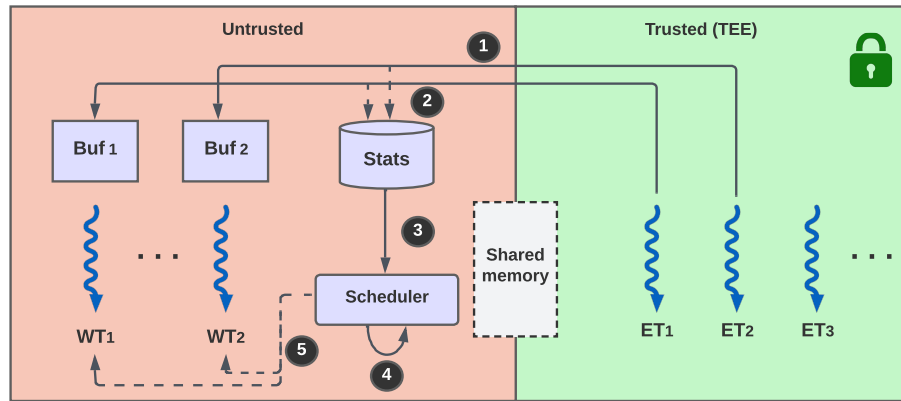 Untrusted
Trusted (TEE)
1
2
Buf 1
Buf 2
Stats
3
Shared
memory
. . .
. . .
Scheduler
WT1
WT2
5
4
ET1
ET2
ET3